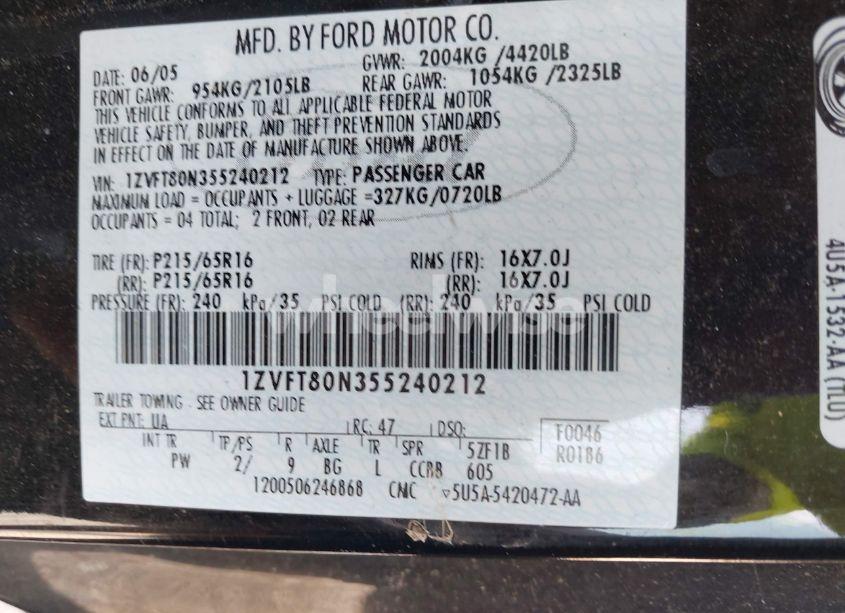 MFD. BY FORD MOTOR CO.
DATE: 06/05 GVWR: 2004KG /4420LB
FRONT GAWR: 954KG/2105LB REAR GAWR: 1054KG /2325LB
THIS VEHICLE CONFORMS TO ALL APPLICABLE FEDERAL MOTOR
VEHICLE SAFETY, BUMPER, AND THEFT PREVENTION STANDARDS
IN EFFECT ON THE DATE OF MANUFACTURE SHOWN ABOVE.
VIN: 1ZVFT80N355240212 TYPE: PASSENGER CAR
MAXIMUM LOAD = OCCUPANTS + LUGGAGE =327KG/0720LB
OCCUPANTS = 04 TOTAL; 2 FRONT, 02 REAR
TIRE (FR): P215/65R16 RIMS (FR): 16X7.0J
(RR): P215/65R16 (RR): 16X7.0J
PRESSURE (FR): 240 kPa/35 PSI COLD (RR): 240 kPa/35 PSI COLD
wheelwise
1ZVFT80N355240212
TRAILER TOWING - SEE OWNER GUIDE
EXT PNT: UA RC: 47 DSO: F0046
INT TR TP/PS R AXLE TR SPR 5ZF1B R0186
PW 2/ 9 BG L CCBB 605
1200506246868 CMC ▿5U5A-5420472-AA
4U5A-1532-AA (TLU)